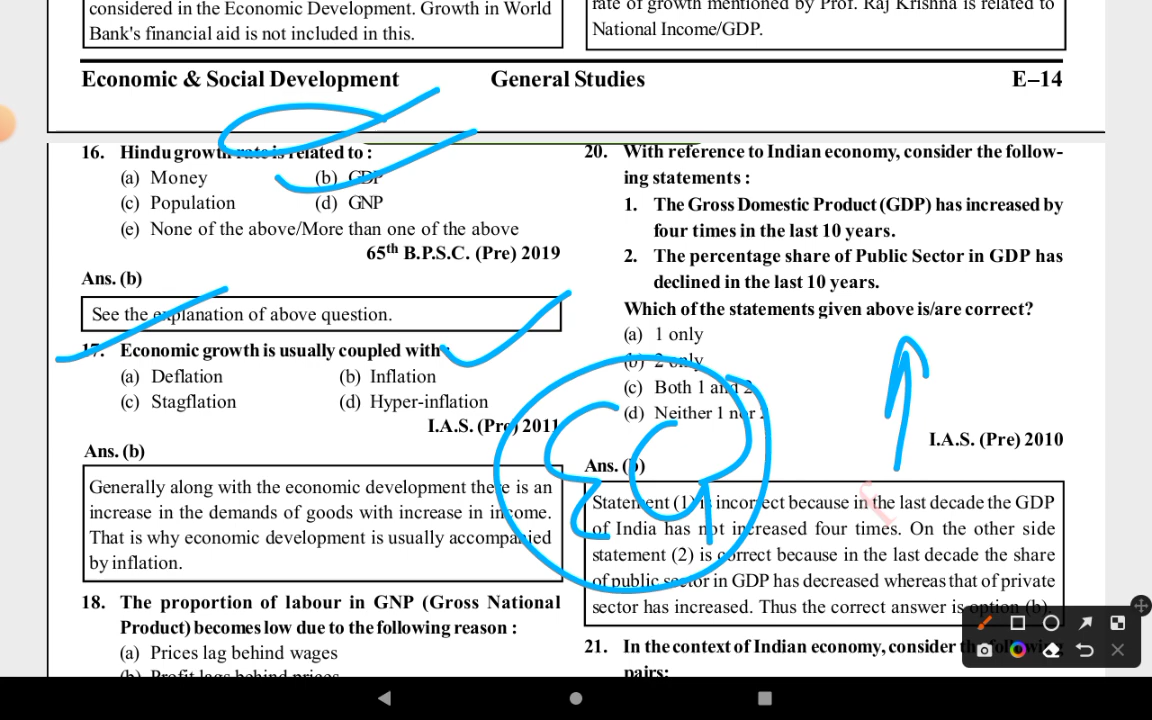 considered in the Economic Development. Growth in World
Bank's financial aid is not included in this.
rate of growth mentioned by Prof. Raj Krishna is related to
National Income/GDP.
Economic & Social Development General Studies E–14
16. Hindu growth rate is related to :
(a) Money (b) GDP
(c) Population (d) GNP
(e) None of the above/More than one of the above
65th B.P.S.C. (Pre) 2019
Ans. (b)
See the explanation of above question.
17. Economic growth is usually coupled with
(a) Deflation (b) Inflation
(c) Stagflation (d) Hyper-inflation
I.A.S. (Pre) 2011
Ans. (b)
Generally along with the economic development there is an
increase in the demands of goods with increase in income.
That is why economic development is usually accompanied
by inflation.
18. The proportion of labour in GNP (Gross National
Product) becomes low due to the following reason :
(a) Prices lag behind wages
(b) Profit lags behind prices
20. With reference to Indian economy, consider the follow-
ing statements :
1. The Gross Domestic Product (GDP) has increased by
four times in the last 10 years.
2. The percentage share of Public Sector in GDP has
declined in the last 10 years.
Which of the statements given above is/are correct?
(a) 1 only
(b) 2 only
(c) Both 1 and 2
(d) Neither 1 nor 2
I.A.S. (Pre) 2010
Ans. (b)
Statement (1) is incorrect because in the last decade the GDP
of India has not increased four times. On the other side
statement (2) is correct because in the last decade the share
of public sector in GDP has decreased whereas that of private
sector has increased. Thus the correct answer is option (b).
21. In the context of Indian economy, consider the following
pairs: